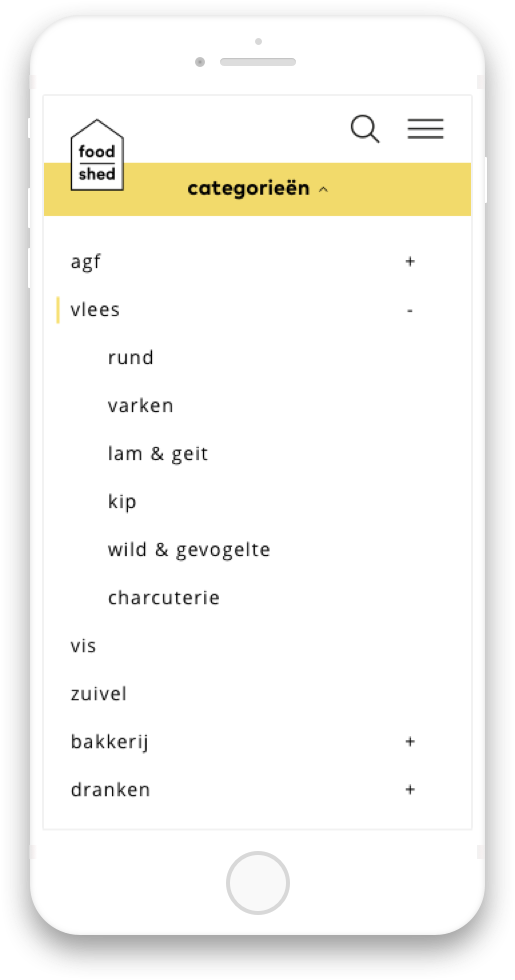 food
shed
categorieën
agf +
vlees -
rund
varken
lam & geit
kip
wild & gevogelte
charcuterie
vis
zuivel
bakkerij +
dranken +